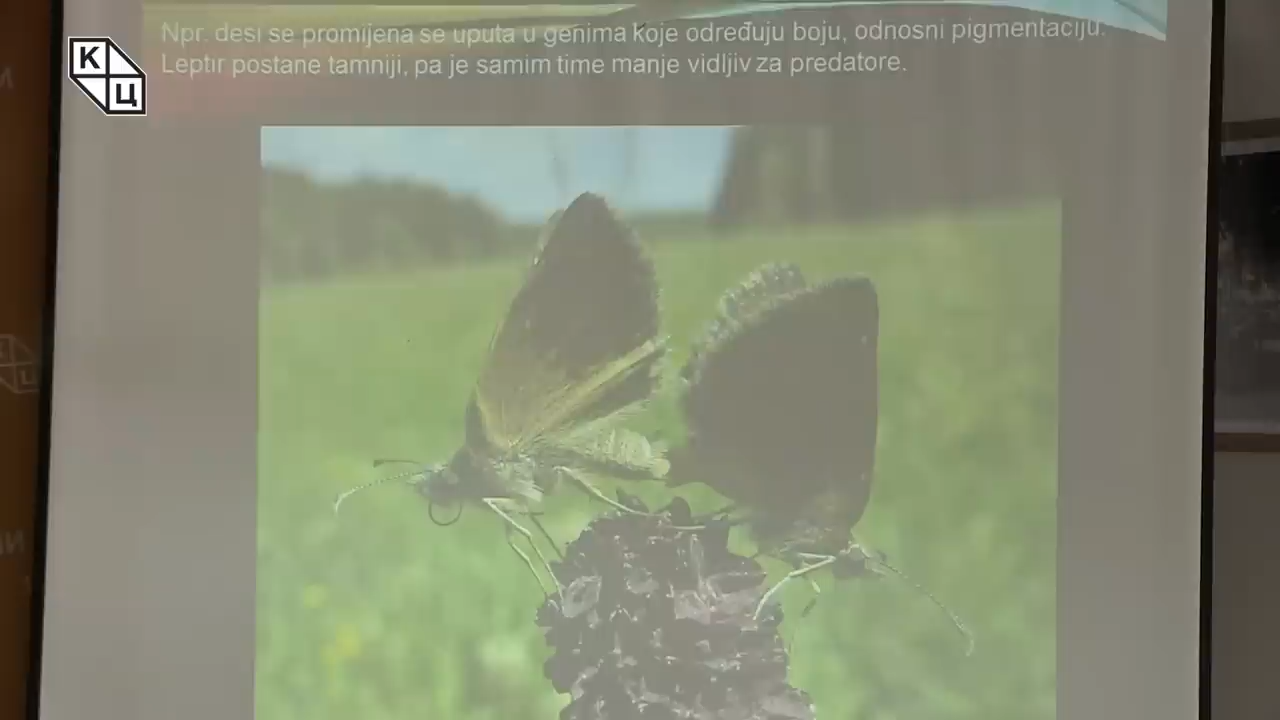 Npr. desi se promijena se uputa u genima koje određuju boju, odnosni pigmentaciju.
Leptir postane tamniji, pa je samim time manje vidljiv za predatore.
К
Ц